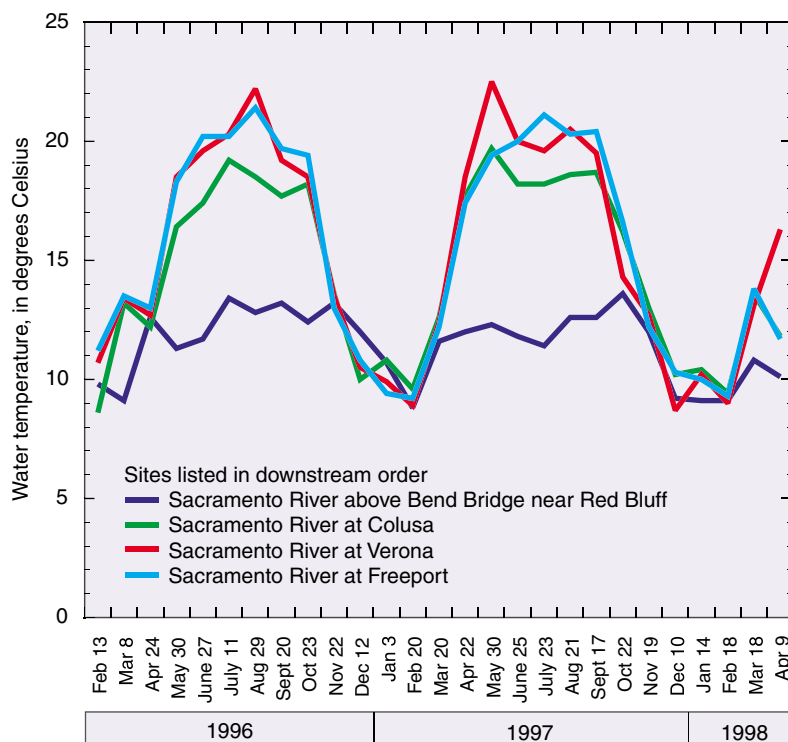 25
20
15
10
5
0
Water temperature, in degrees Celsius
Sites listed in downstream order
Sacramento River above Bend Bridge near Red Bluff
Sacramento River at Colusa
Sacramento River at Verona
Sacramento River at Freeport
Feb 13
Mar 8
Apr 24
May 30
June 27
July 11
Aug 29
Sept 20
Oct 23
Nov 22
Dec 12
Jan 3
Feb 20
Mar 20
Apr 22
May 30
June 25
July 23
Aug 21
Sept 17
Oct 22
Nov 19
Dec 10
Jan 14
Feb 18
Mar 18
Apr 9
1996
1997
1998